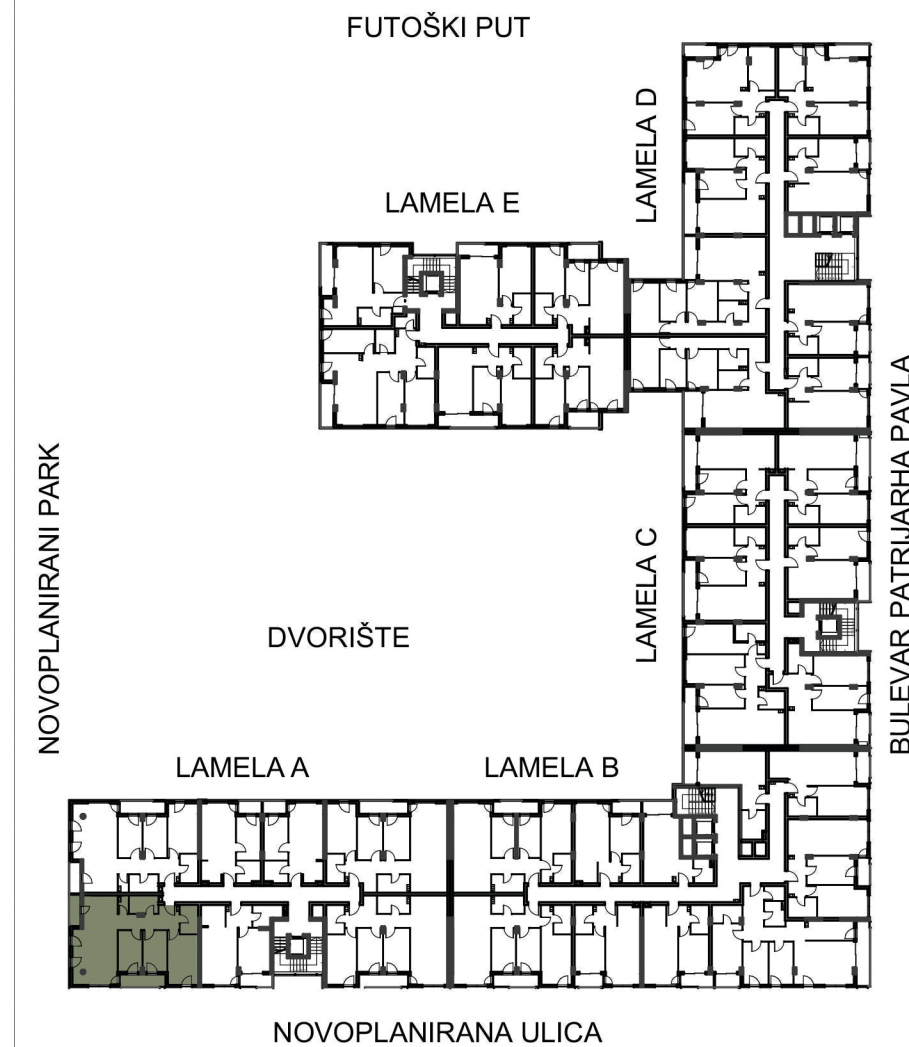 FUTOŠKI PUT
LAMELA D
LAMELA E
BULEVAR PATRIJARHA PAVLA
NOVOPLANIRANI PARK
LAMELA C
DVORIŠTE
LAMELA A
LAMELA B
NOVOPLANIRANA ULICA